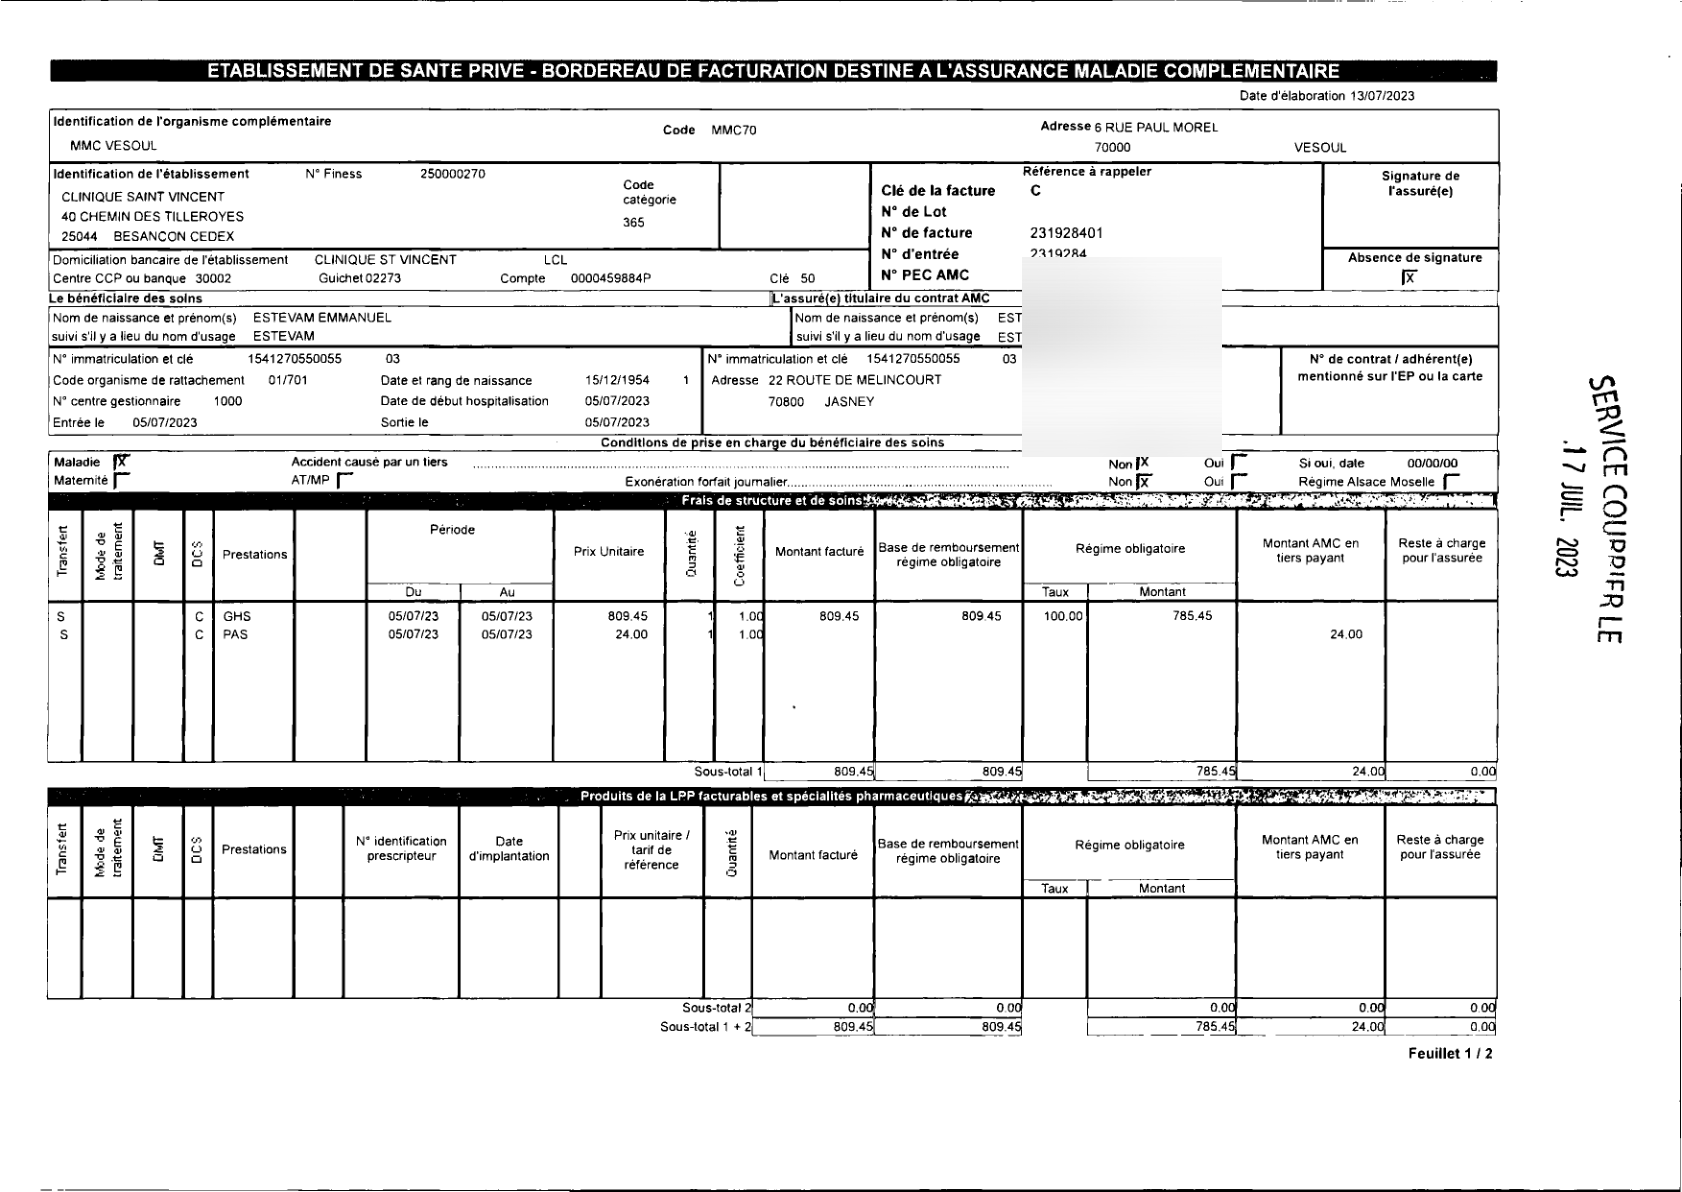 ETABLISSEMENT DE SANTE PRIVE - BORDEREAU DE FACTURATION DESTINE A L'ASSURANCE MALADIE COMPLEMENTAIRE
Date d'élaboration 13/07/2023
Identification de l'organisme complémentaire
MMC VESOUL
Code MMC70
Adresse 6 RUE PAUL MOREL
70000 VESOUL
Identification de l'établissement N° Finess 250000270
CLINIQUE SAINT VINCENT
40 CHEMIN DES TILLEROYES
25044 BESANCON CEDEX
Code
catégorie
365
Référence à rappeler
Clé de la facture C
N° de Lot
N° de facture 231928401
N° d'entrée 2319284
N° PEC AMC
Signature de
l'assuré(e)
Absence de signature
X
Domiciliation bancaire de l'établissement CLINIQUE ST VINCENT LCL
Centre CCP ou banque 30002 Guichet 02273 Compte 0000459884P Clé 50
Le bénéficiaire des soins
Nom de naissance et prénom(s) ESTEVAM EMMANUEL
suivi s'il y a lieu du nom d'usage ESTEVAM
L'assuré(e) titulaire du contrat AMC
Nom de naissance et prénom(s) EST
suivi s'il y a lieu du nom d'usage EST
N° immatriculation et clé 1541270550055 03
Code organisme de rattachement 01/701 Date et rang de naissance 15/12/1954 1
N° centre gestionnaire 1000 Date de début hospitalisation 05/07/2023
Entrée le 05/07/2023 Sortie le 05/07/2023
N° immatriculation et clé 1541270550055 03
Adresse 22 ROUTE DE MELINCOURT
70800 JASNEY
N° de contrat / adhérent(e)
mentionné sur l'EP ou la carte
Conditions de prise en charge du bénéficiaire des soins
Maladie X Accident causé par un tiers Non X Oui Si oui, date 00/00/00
Maternité AT/MP Exonération forfait journalier Non X Oui Régime Alsace Moselle
Frais de structure et de soins
Transfert Mode de traitement DMT DCS Prestations Période Prix Unitaire Quantité Coefficient Montant facturé Base de remboursement régime obligatoire Régime obligatoire Montant AMC en tiers payant Reste à charge pour l'assurée
Du Au Taux Montant
S C GHS 05/07/23 05/07/23 809.45 1 1.00 809.45 809.45 100.00 785.45
S C PAS 05/07/23 05/07/23 24.00 1 1.00 24.00
Sous-total 1 809.45 809.45 785.45 24.00 0.00
Produits de la LPP facturables et spécialités pharmaceutiques
Transfert Mode de traitement DMT DCS Prestations N° identification prescripteur Date d'implantation Prix unitaire / tarif de référence Quantité Montant facturé Base de remboursement régime obligatoire Régime obligatoire Montant AMC en tiers payant Reste à charge pour l'assurée
Taux Montant
Sous-total 2 0.00 0.00 0.00 0.00 0.00
Sous-total 1 + 2 809.45 809.45 785.45 24.00 0.00
Feuillet 1 / 2
SERVICE COURRIER LE
17 JUIL. 2023